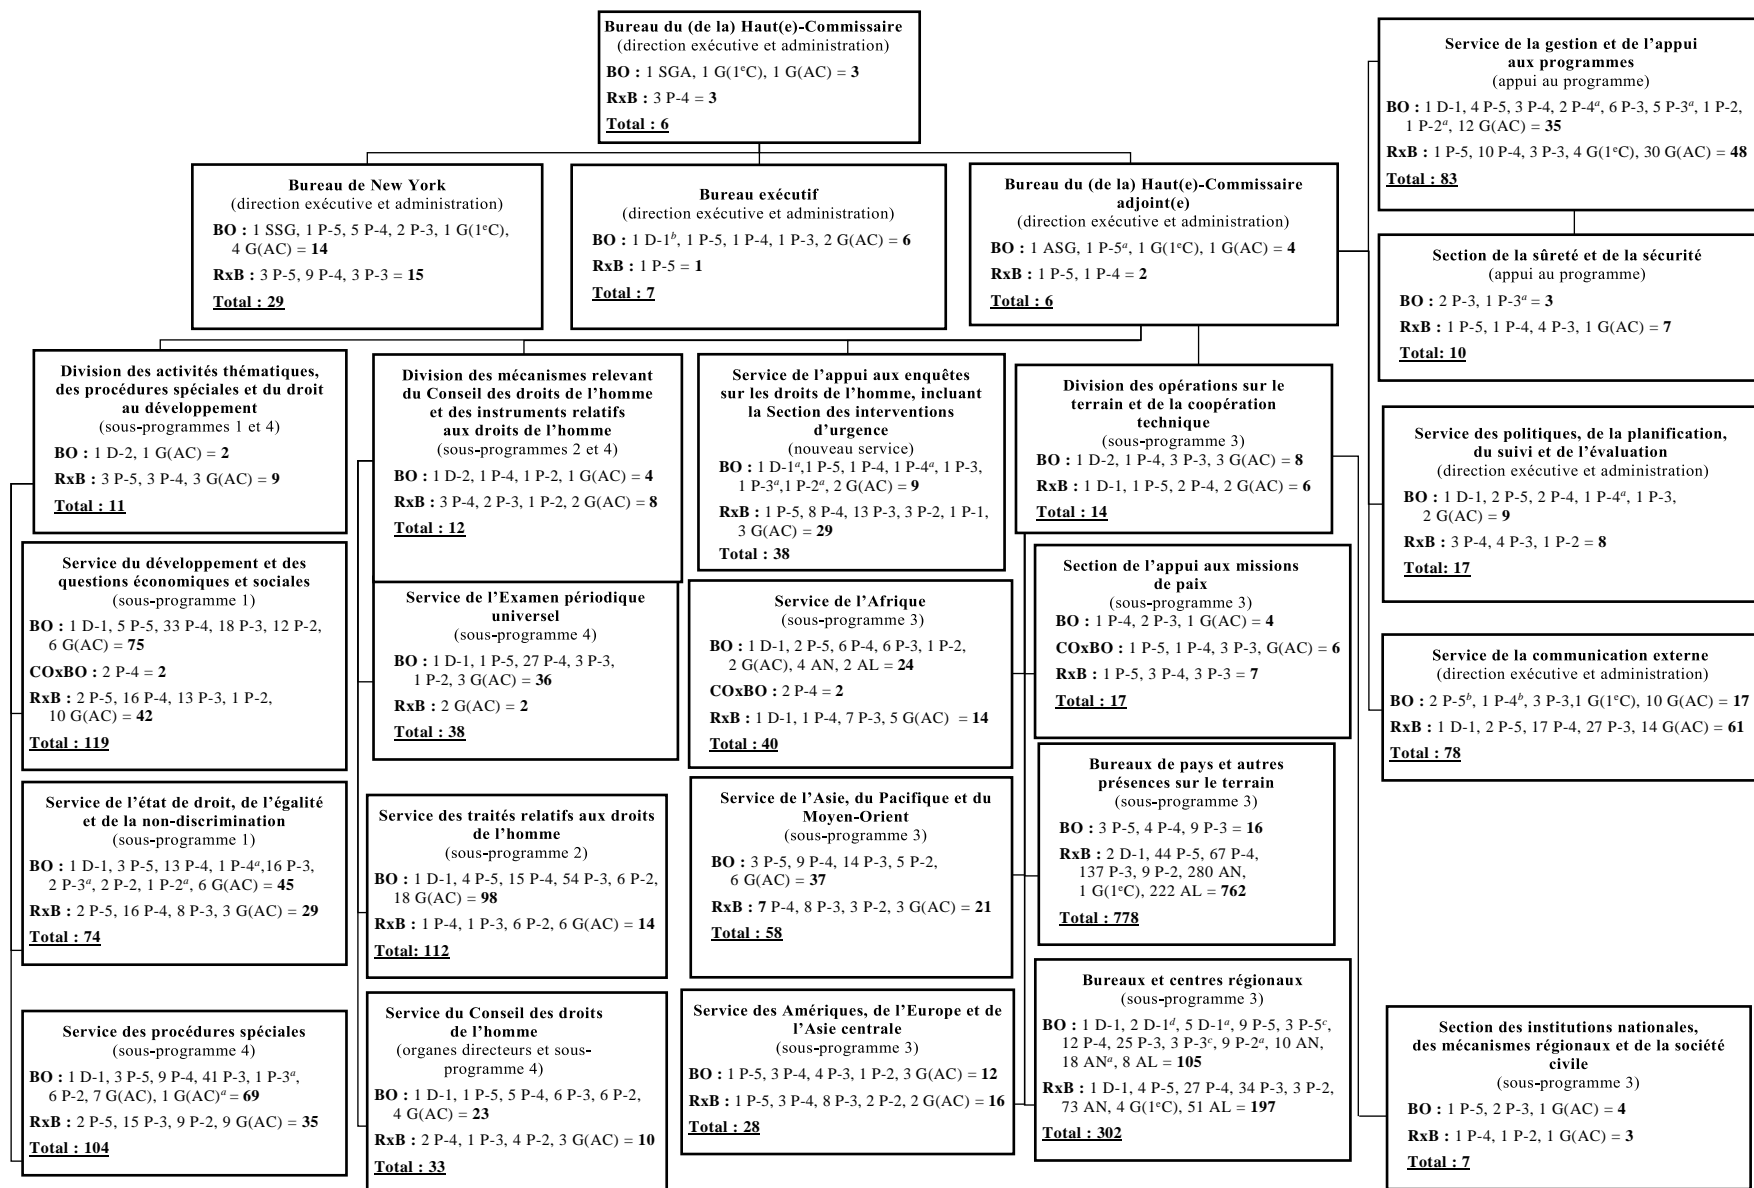 Bureau du (de la) Haut(e)-Commissaire
(direction exécutive et administration)
BO : 1 SGA, 1 G(1ᵉC), 1 G(AC) = 3
RxB : 3 P-4 = 3
Total : 6
Service de la gestion et de l’appui
aux programmes
(appui au programme)
BO : 1 D-1, 4 P-5, 3 P-4, 2 P-4ᵃ, 6 P-3, 5 P-3ᵃ, 1 P-2,
1 P-2ᵃ, 12 G(AC) = 35
RxB : 1 P-5, 10 P-4, 3 P-3, 4 G(1ᵉC), 30 G(AC) = 48
Total : 83
Bureau de New York
(direction exécutive et administration)
BO : 1 SSG, 1 P-5, 5 P-4, 2 P-3, 1 G(1ᵉC),
4 G(AC) = 14
RxB : 3 P-5, 9 P-4, 3 P-3 = 15
Total : 29
Bureau exécutif
(direction exécutive et administration)
BO : 1 D-1ᵇ, 1 P-5, 1 P-4, 1 P-3, 2 G(AC) = 6
RxB : 1 P-5 = 1
Total : 7
Bureau du (de la) Haut(e)-Commissaire
adjoint(e)
(direction exécutive et administration)
BO : 1 ASG, 1 P-5ᵃ, 1 G(1ᵉC), 1 G(AC) = 4
RxB : 1 P-5, 1 P-4 = 2
Total : 6
Section de la sûreté et de la sécurité
(appui au programme)
BO : 2 P-3, 1 P-3ᵃ = 3
RxB : 1 P-5, 1 P-4, 4 P-3, 1 G(AC) = 7
Total: 10
Division des activités thématiques,
des procédures spéciales et du droit
au développement
(sous-programmes 1 et 4)
BO : 1 D-2, 1 G(AC) = 2
RxB : 3 P-5, 3 P-4, 3 G(AC) = 9
Total : 11
Division des mécanismes relevant
du Conseil des droits de l’homme
et des instruments relatifs
aux droits de l’homme
(sous-programmes 2 et 4)
BO : 1 D-2, 1 P-4, 1 P-2, 1 G(AC) = 4
RxB : 3 P-4, 2 P-3, 1 P-2, 2 G(AC) = 8
Total : 12
Service de l’appui aux enquêtes
sur les droits de l’homme, incluant
la Section des interventions
d’urgence
(nouveau service)
BO : 1 D-1ᵃ,1 P-5, 1 P-4, 1 P-4ᵃ, 1 P-3,
1 P-3ᵃ,1 P-2ᵃ, 2 G(AC) = 9
RxB : 1 P-5, 8 P-4, 13 P-3, 3 P-2, 1 P-1,
3 G(AC) = 29
Total : 38
Division des opérations sur le
terrain et de la coopération
technique
(sous-programme 3)
BO : 1 D-2, 1 P-4, 3 P-3, 3 G(AC) = 8
RxB : 1 D-1, 1 P-5, 2 P-4, 2 G(AC) = 6
Total : 14
Service des politiques, de la planification,
du suivi et de l’évaluation
(direction exécutive et administration)
BO : 1 D-1, 2 P-5, 2 P-4, 1 P-4ᵃ, 1 P-3,
2 G(AC) = 9
RxB : 3 P-4, 4 P-3, 1 P-2 = 8
Total: 17
Service du développement et des
questions économiques et sociales
(sous-programme 1)
BO : 1 D-1, 5 P-5, 33 P-4, 18 P-3, 12 P-2,
6 G(AC) = 75
COxBO : 2 P-4 = 2
RxB : 2 P-5, 16 P-4, 13 P-3, 1 P-2,
10 G(AC) = 42
Total : 119
Service de l’Examen périodique
universel
(sous-programme 4)
BO : 1 D-1, 1 P-5, 27 P-4, 3 P-3,
1 P-2, 3 G(AC) = 36
RxB : 2 G(AC) = 2
Total : 38
Service de l’Afrique
(sous-programme 3)
BO : 1 D-1, 2 P-5, 6 P-4, 6 P-3, 1 P-2,
2 G(AC), 4 AN, 2 AL = 24
COxBO : 2 P-4 = 2
RxB : 1 D-1, 1 P-4, 7 P-3, 5 G(AC) = 14
Total : 40
Section de l’appui aux missions
de paix
(sous-programme 3)
BO : 1 P-4, 2 P-3, 1 G(AC) = 4
COxBO : 1 P-5, 1 P-4, 3 P-3, G(AC) = 6
RxB : 1 P-5, 3 P-4, 3 P-3 = 7
Total : 17
Service de la communication externe
(direction exécutive et administration)
BO : 2 P-5ᵇ, 1 P-4ᵇ, 3 P-3,1 G(1ᵉC), 10 G(AC) = 17
RxB : 1 D-1, 2 P-5, 17 P-4, 27 P-3, 14 G(AC) = 61
Total : 78
Service de l’état de droit, de l’égalité
et de la non-discrimination
(sous-programme 1)
BO : 1 D-1, 3 P-5, 13 P-4, 1 P-4ᵃ,16 P-3,
2 P-3ᵃ, 2 P-2, 1 P-2ᵃ, 6 G(AC) = 45
RxB : 2 P-5, 16 P-4, 8 P-3, 3 G(AC) = 29
Total : 74
Service des traités relatifs aux droits
de l’homme
(sous-programme 2)
BO : 1 D-1, 4 P-5, 15 P-4, 54 P-3, 6 P-2,
18 G(AC) = 98
RxB : 1 P-4, 1 P-3, 6 P-2, 6 G(AC) = 14
Total: 112
Service de l’Asie, du Pacifique et du
Moyen-Orient
(sous-programme 3)
BO : 3 P-5, 9 P-4, 14 P-3, 5 P-2,
6 G(AC) = 37
RxB : 7 P-4, 8 P-3, 3 P-2, 3 G(AC) = 21
Total : 58
Bureaux de pays et autres
présences sur le terrain
(sous-programme 3)
BO : 3 P-5, 4 P-4, 9 P-3 = 16
RxB : 2 D-1, 44 P-5, 67 P-4,
137 P-3, 9 P-2, 280 AN,
1 G(1ᵉC), 222 AL = 762
Total : 778
Service des procédures spéciales
(sous-programme 4)
BO : 1 D-1, 3 P-5, 9 P-4, 41 P-3, 1 P-3ᵃ,
6 P-2, 7 G(AC), 1 G(AC)ᵃ = 69
RxB : 2 P-5, 15 P-3, 9 P-2, 9 G(AC) = 35
Total : 104
Service du Conseil des droits
de l’homme
(organes directeurs et sous-
programme 4)
BO : 1 D-1, 1 P-5, 5 P-4, 6 P-3, 6 P-2,
4 G(AC) = 23
RxB : 2 P-4, 1 P-3, 4 P-2, 3 G(AC) = 10
Total : 33
Service des Amériques, de l’Europe et de
l’Asie centrale
(sous-programme 3)
BO : 1 P-5, 3 P-4, 4 P-3, 1 P-2, 3 G(AC) = 12
RxB : 1 P-5, 3 P-4, 8 P-3, 2 P-2, 2 G(AC) = 16
Total : 28
Bureaux et centres régionaux
(sous-programme 3)
BO : 1 D-1, 2 D-1ᵈ, 5 D-1ᵃ, 9 P-5, 3 P-5ᶜ,
12 P-4, 25 P-3, 3 P-3ᶜ, 9 P-2ᵃ, 10 AN,
18 ANᵃ, 8 AL = 105
RxB : 1 D-1, 4 P-5, 27 P-4, 34 P-3, 3 P-2,
73 AN, 4 G(1ᵉC), 51 AL = 197
Total : 302
Section des institutions nationales,
des mécanismes régionaux et de la société
civile
(sous-programme 3)
BO : 1 P-5, 2 P-3, 1 G(AC) = 4
RxB : 1 P-4, 1 P-2, 1 G(AC) = 3
Total : 7